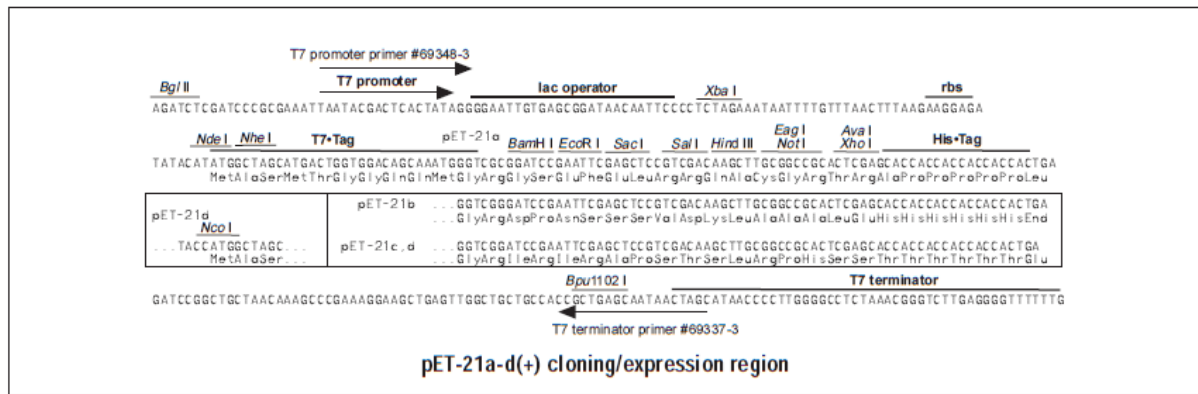 T7 promoter primer #69348-3
Bgl II T7 promoter lac operator Xba I rbs
AGATCTCGATCCCGCGAAATTAATACGACTCACTATAGGGGAATTGTGAGCGGATAACAATTCCCCTCTAGAAATAATTTTGTTTAACTTTAAGAAGGAGA
Nde I Nhe I T7•Tag pET-21a BamH I EcoR I Sac I Sal I Hind III Eag I Not I Ava I Xho I His•Tag
TATACATATGGCTAGCATGACTGGTGGACAGCAAATGGGTCGCGGATCCGAATTCGAGCTCCGTCGACAAGCTTGCGGCCGCACTCGAGCACCACCACCACCACCACTGA
MetAlaSerMetThrGlyGlyGlnGlnMetGlyArgGlySerGluPheGluLeuArgArgGlnAlaCysGlyArgThrArgAlaProProProProProProLeu
pET-21d
Nco I
...TACCATGGCTAGC...
MetAlaSer...
pET-21b ...GGTCGGGATCCGAATTCGAGCTCCGTCGACAAGCTTGCGGCCGCACTCGAGCACCACCACCACCACCACTGA
...GlyArgAspProAsnSerSerSerValAspLysLeuAlaAlaAlaLeuGluHisHisHisHisHisHisEnd
pET-21c,d ...GGTCGGATCCGAATTCGAGCTCCGTCGACAAGCTTGCGGCCGCACTCGAGCACCACCACCACCACCACTGA
...GlyArgIleArgIleArgAlaProSerThrSerLeuArgProHisSerSerThrThrThrThrThrThrGlu
Bpu1102 I T7 terminator
GATCCGGCTGCTAACAAAGCCCGAAAGGAAGCTGAGTTGGCTGCTGCCACCGCTGAGCAATAACTAGCATAACCCCTTGGGGCCTCTAAACGGGTCTTGAGGGGTTTTTTG
T7 terminator primer #69337-3
pET-21a-d(+) cloning/expression region